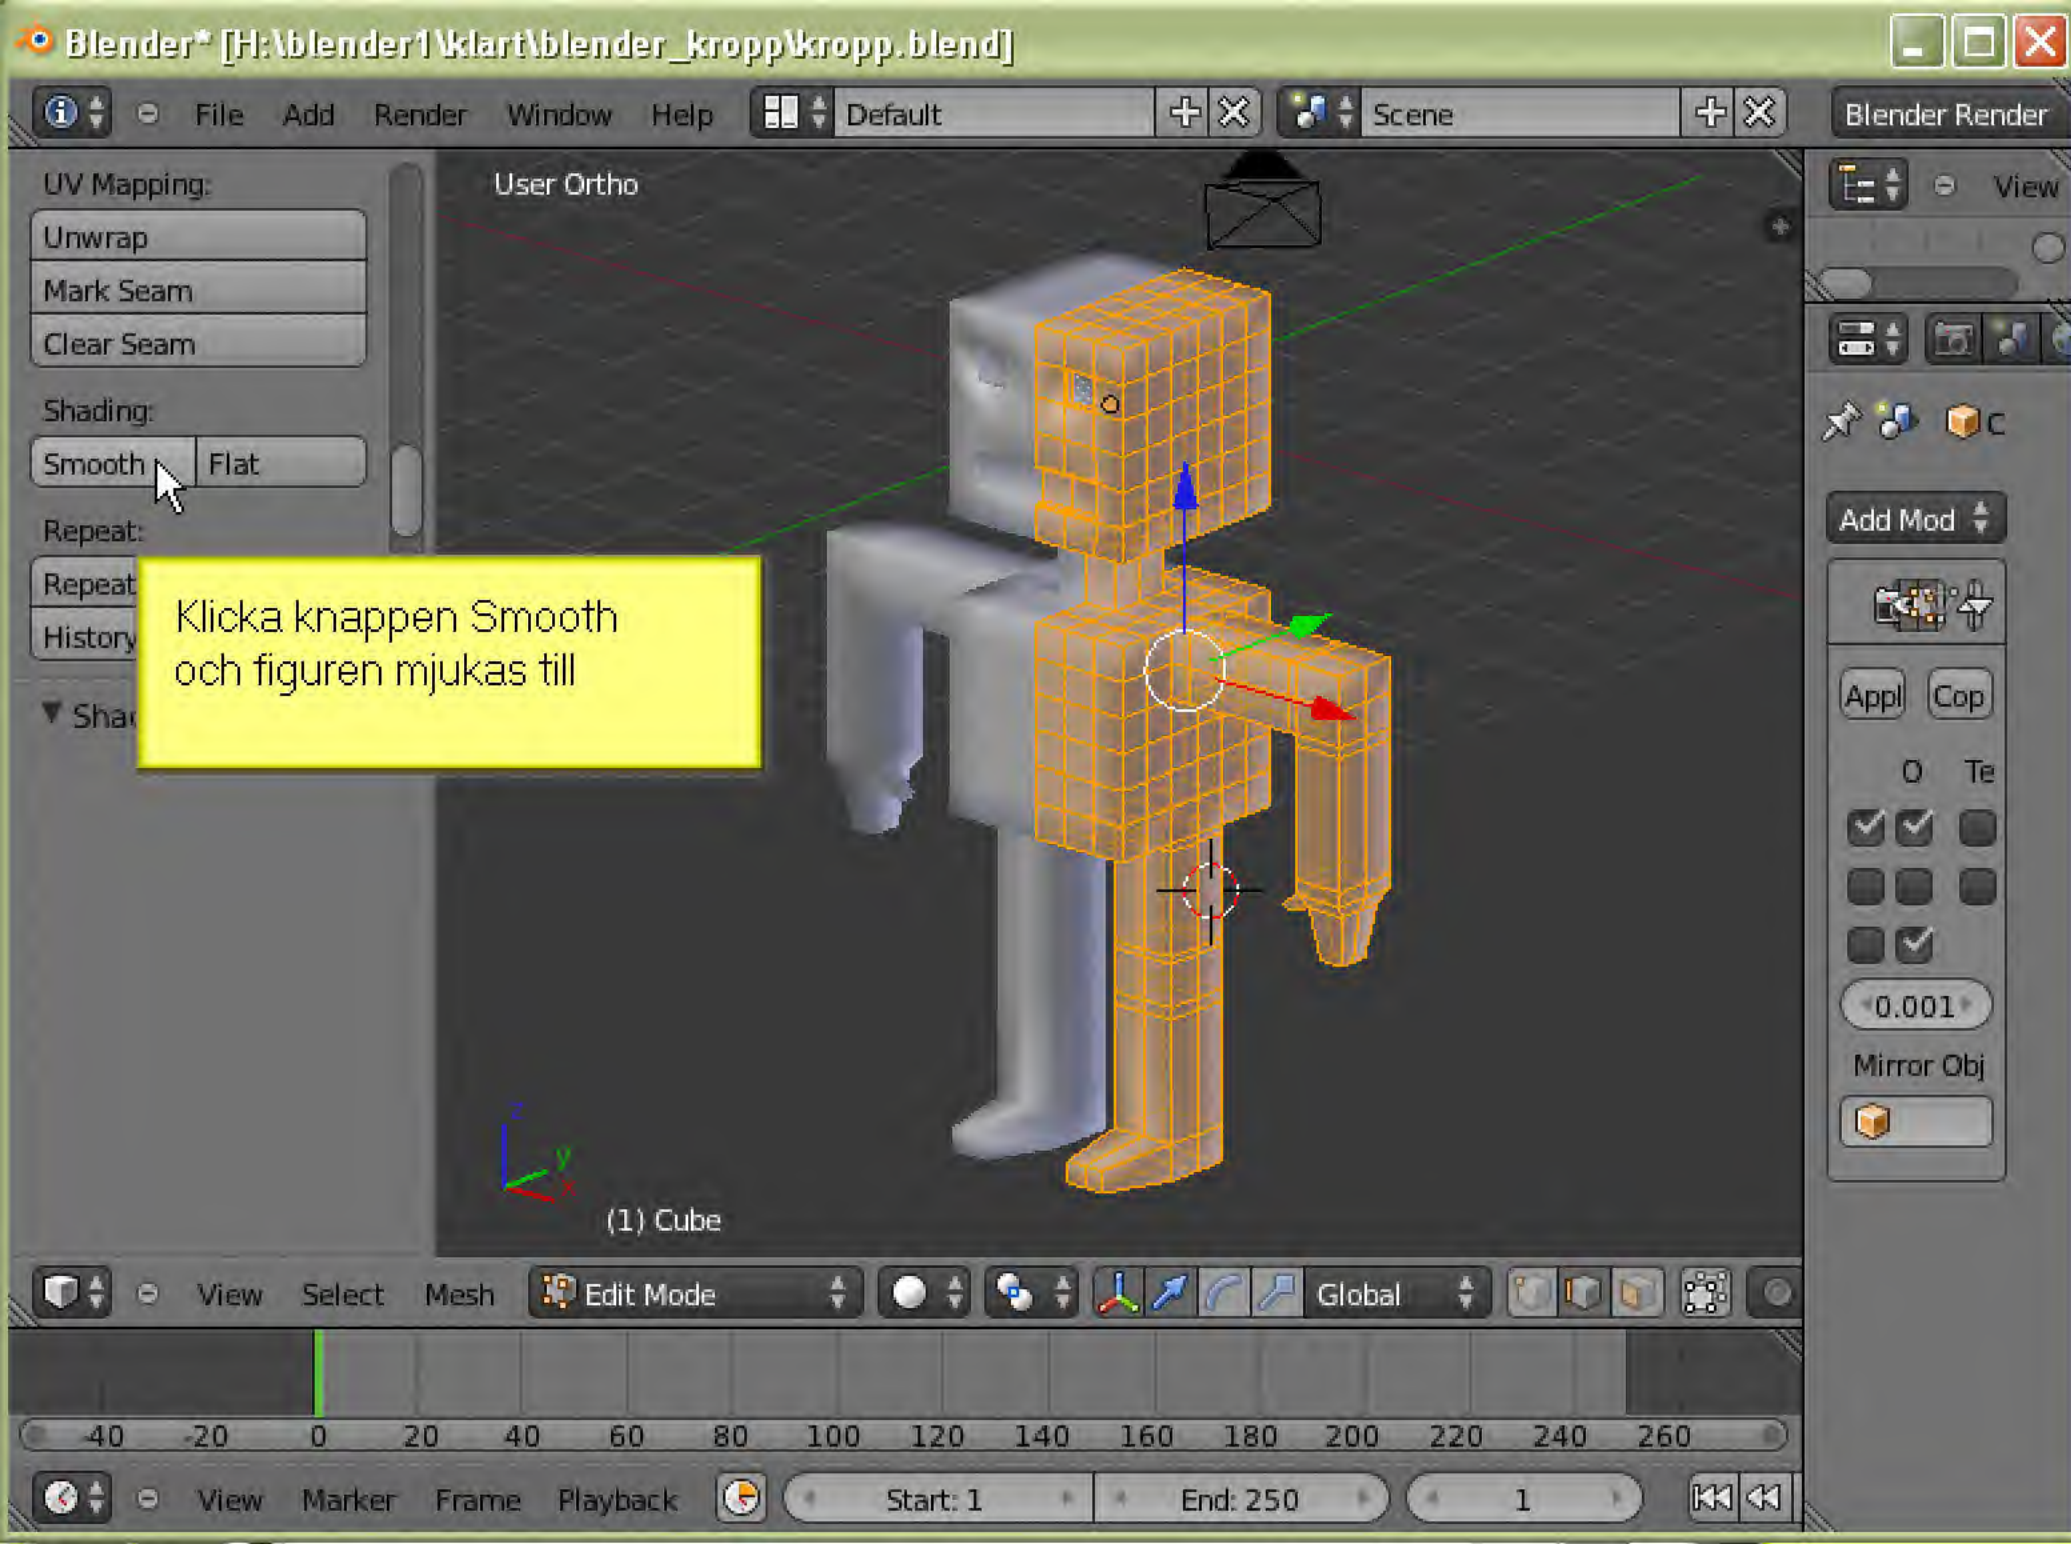 Blender* [H:\blender1\klart\blender_kropp\kropp.blend]
File Add Render Window Help Default Scene Blender Render
UV Mapping:
Unwrap
Mark Seam
Clear Seam
Shading:
Smooth Flat
Repeat:
Repeat
History
Shad
Klicka knappen Smooth
och figuren mjukas till
User Ortho
z
y
x
(1) Cube
View
C
Add Mod
Appl Cop
O Te
0.001
Mirror Obj
View Select Mesh Edit Mode Global
-40 -20 0 20 40 60 80 100 120 140 160 180 200 220 240 260
View Marker Frame Playback Start: 1 End: 250 1